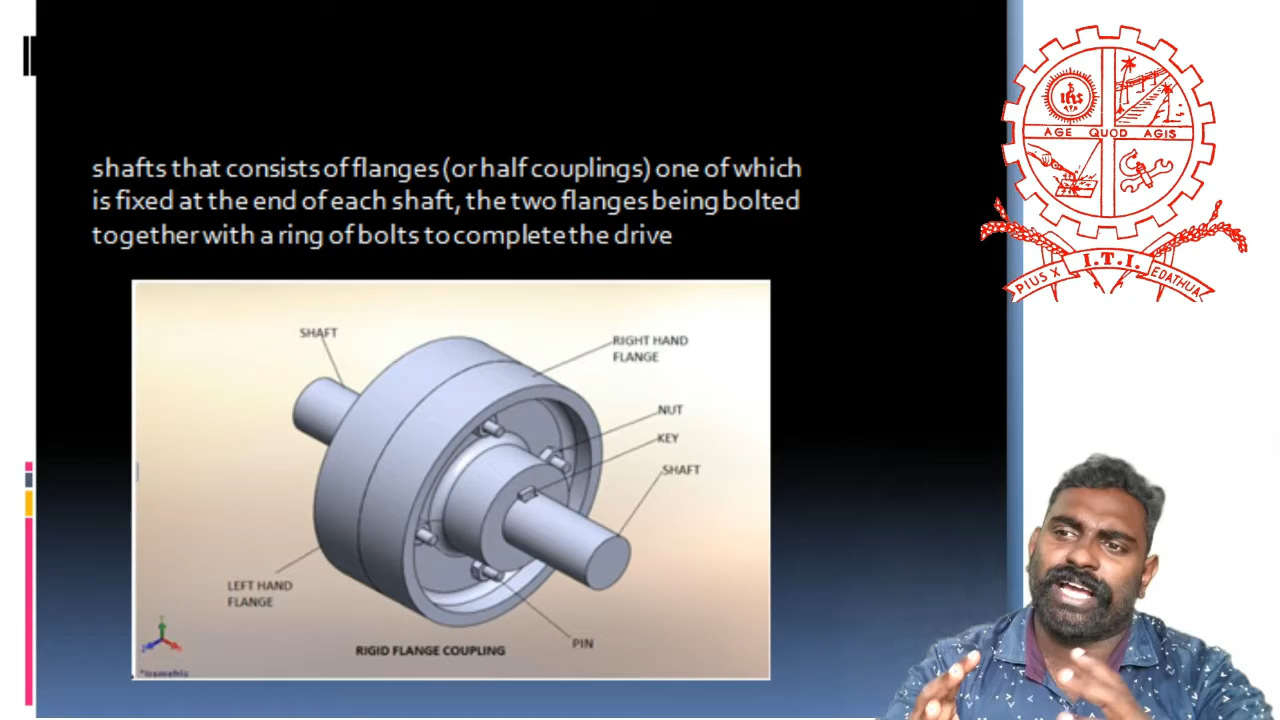 shafts that consists of flanges (or half couplings) one of which
is fixed at the end of each shaft, the two flanges being bolted
together with a ring of bolts to complete the drive
SHAFT
RIGHT HAND
FLANGE
NUT
KEY
SHAFT
LEFT HAND
FLANGE
PIN
RIGID FLANGE COUPLING
*Isometric
IHS
AGE QUOD AGIS
PIUS X I.T.I. EDATHUA